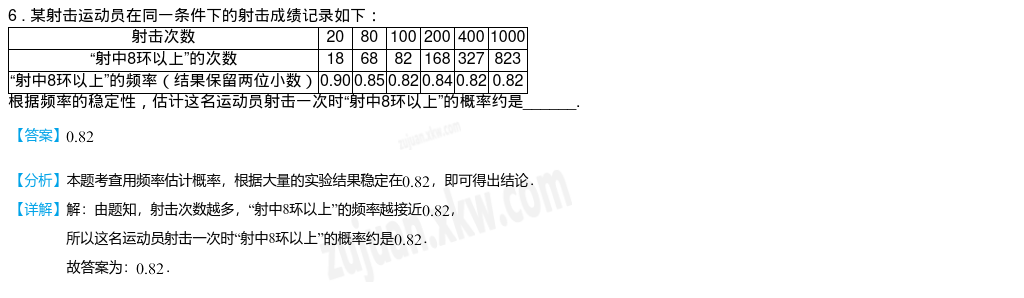 6．某射击运动员在同一条件下的射击成绩记录如下：
射击次数 20 80 100 200 400 1000
“射中8环以上”的次数 18 68 82 168 327 823
“射中8环以上”的频率（结果保留两位小数） 0.90 0.85 0.82 0.84 0.82 0.82
根据频率的稳定性，估计这名运动员射击一次时“射中8环以上”的概率约是______.
【答案】0.82
【分析】本题考查用频率估计概率，根据大量的实验结果稳定在0.82，即可得出结论．
【详解】解：由题知，射击次数越多，“射中8环以上”的频率越接近0.82，
所以这名运动员射击一次时“射中8环以上”的概率约是0.82．
故答案为：0.82．
zujuan.xkw.com
zujuan.xkw.com